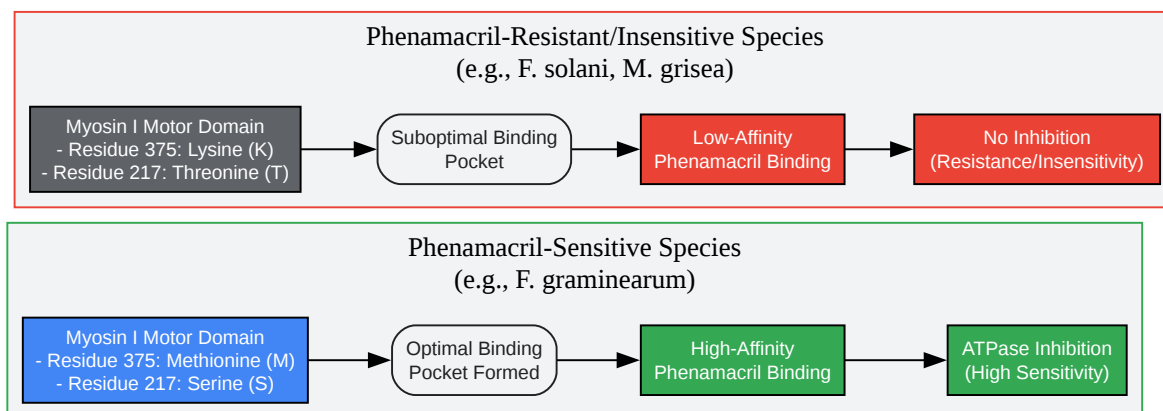 Phenamacril-Resistant/Insensitive Species
(e.g., F. solani, M. grisea)
Myosin I Motor Domain
- Residue 375: Lysine (K)
- Residue 217: Threonine (T)
Suboptimal Binding
Pocket
Low-Affinity
Phenamacril Binding
No Inhibition
(Resistance/Insensitivity)
Phenamacril-Sensitive Species
(e.g., F. graminearum)
Myosin I Motor Domain
- Residue 375: Methionine (M)
- Residue 217: Serine (S)
Optimal Binding
Pocket Formed
High-Affinity
Phenamacril Binding
ATPase Inhibition
(High Sensitivity)